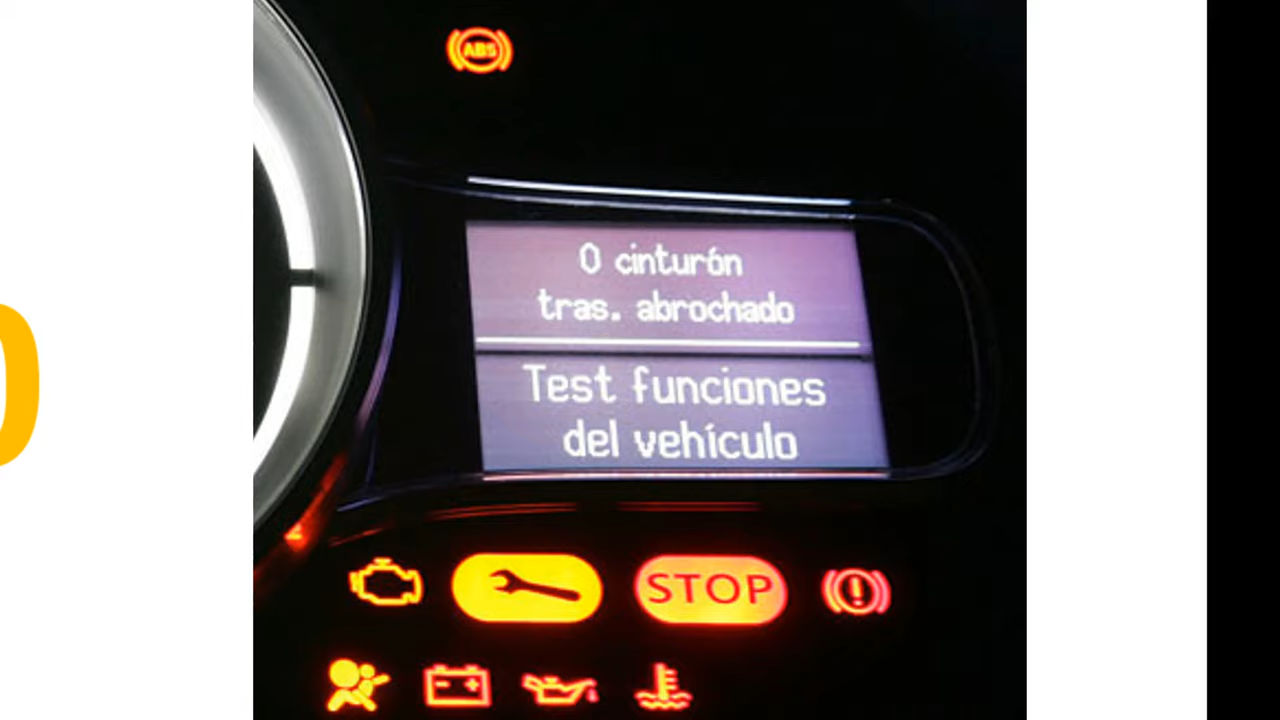 ABS
0 cinturón
tras. abrochado
Test funciones
del vehículo
STOP